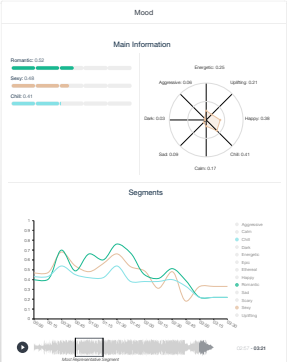 Mood
Main Information
Romantic: 0.52
Sexy: 0.48
Chill: 0.41
Energetic: 0.25
Aggressive: 0.06
Uplifting: 0.21
Dark: 0.03
Happy: 0.38
Sad: 0.09
Chill: 0.41
Calm: 0.17
Segments
1
0.9
0.8
0.7
0.6
0.5
0.4
0.3
0.2
0.1
0
Aggressive
Calm
Chill
Dark
Energetic
Epic
Ethereal
Happy
Romantic
Sad
Scary
Sexy
Uplifting
03:21
Most Representative segment